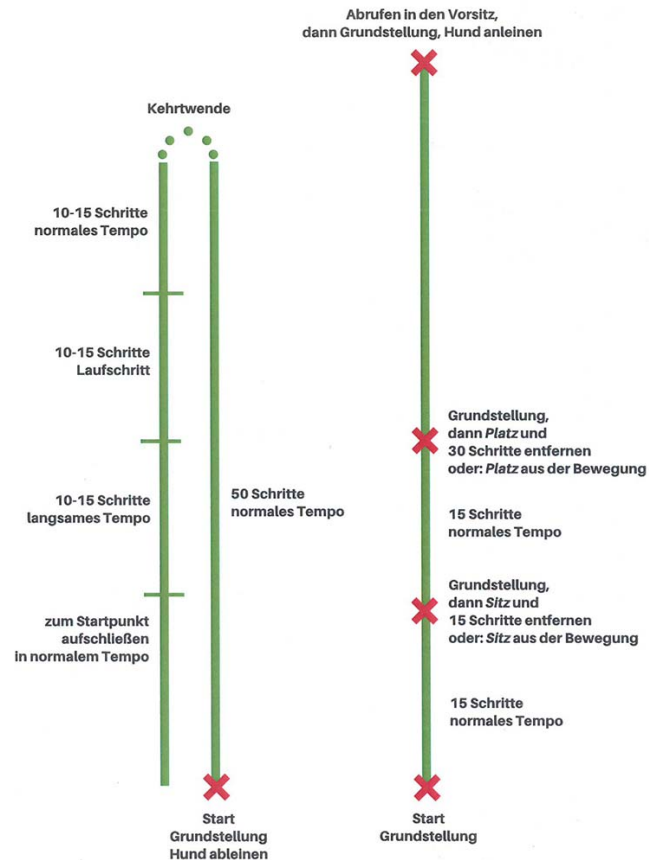 Abrufen in den Vorsitz,
dann Grundstellung, Hund anleinen
Kehrtwende
10-15 Schritte
normales Tempo
10-15 Schritte
Laufschritt
10-15 Schritte
langsames Tempo
zum Startpunkt
aufschließen
in normalem Tempo
50 Schritte
normales Tempo
Start
Grundstellung
Hund ableinen
Grundstellung,
dann Platz und
30 Schritte entfernen
oder: Platz aus der Bewegung
15 Schritte
normales Tempo
Grundstellung,
dann Sitz und
15 Schritte entfernen
oder: Sitz aus der Bewegung
15 Schritte
normales Tempo
Start
Grundstellung